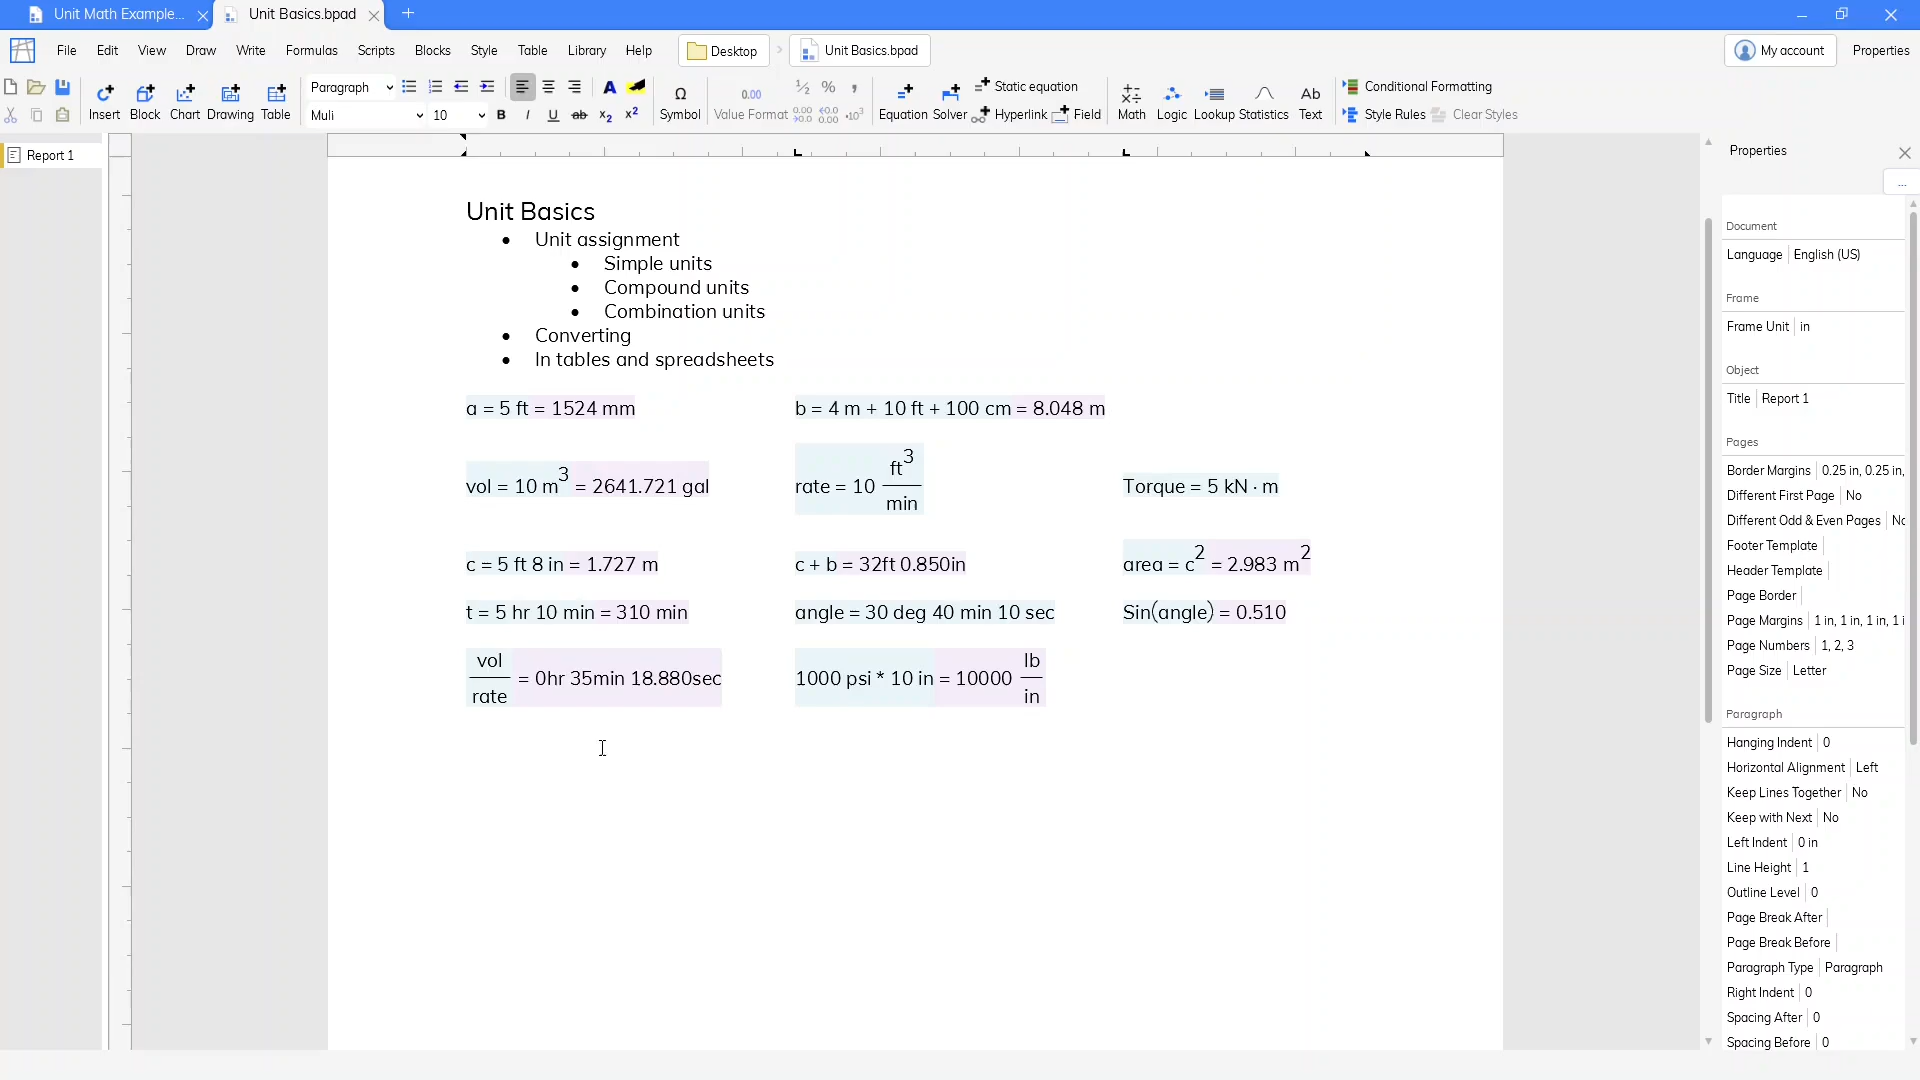 Unit Math Example...
Unit Basics.bpad
File Edit View Draw Write Formulas Scripts Blocks Style Table Library Help Desktop Unit Basics.bpad My account Properties
Paragraph Static equation Conditional Formatting
Insert Block Chart Drawing Table Muli 10 B I U ab x2 x2 Symbol Value Format Equation Solver Hyperlink Field Math Logic Lookup Statistics Text Style Rules Clear Styles
Report 1
Unit Basics
• Unit assignment
• Simple units
• Compound units
• Combination units
• Converting
• In tables and spreadsheets
a = 5 ft = 1524 mm b = 4 m + 10 ft + 100 cm = 8.048 m
vol = 10 m³ = 2641.721 gal rate = 10 ft³/min Torque = 5 kN · m
c = 5 ft 8 in = 1.727 m c + b = 32ft 0.850in area = c² = 2.983 m²
t = 5 hr 10 min = 310 min angle = 30 deg 40 min 10 sec Sin(angle) = 0.510
vol/rate = 0hr 35min 18.880sec 1000 psi * 10 in = 10000 lb/in
Properties
...
Document
Language English (US)
Frame
Frame Unit in
Object
Title Report 1
Pages
Border Margins 0.25 in, 0.25 in,
Different First Page No
Different Odd & Even Pages No
Footer Template
Header Template
Page Border
Page Margins 1 in, 1 in, 1 in, 1 i
Page Numbers 1, 2, 3
Page Size Letter
Paragraph
Hanging Indent 0
Horizontal Alignment Left
Keep Lines Together No
Keep with Next No
Left Indent 0 in
Line Height 1
Outline Level 0
Page Break After
Page Break Before
Paragraph Type Paragraph
Right Indent 0
Spacing After 0
Spacing Before 0